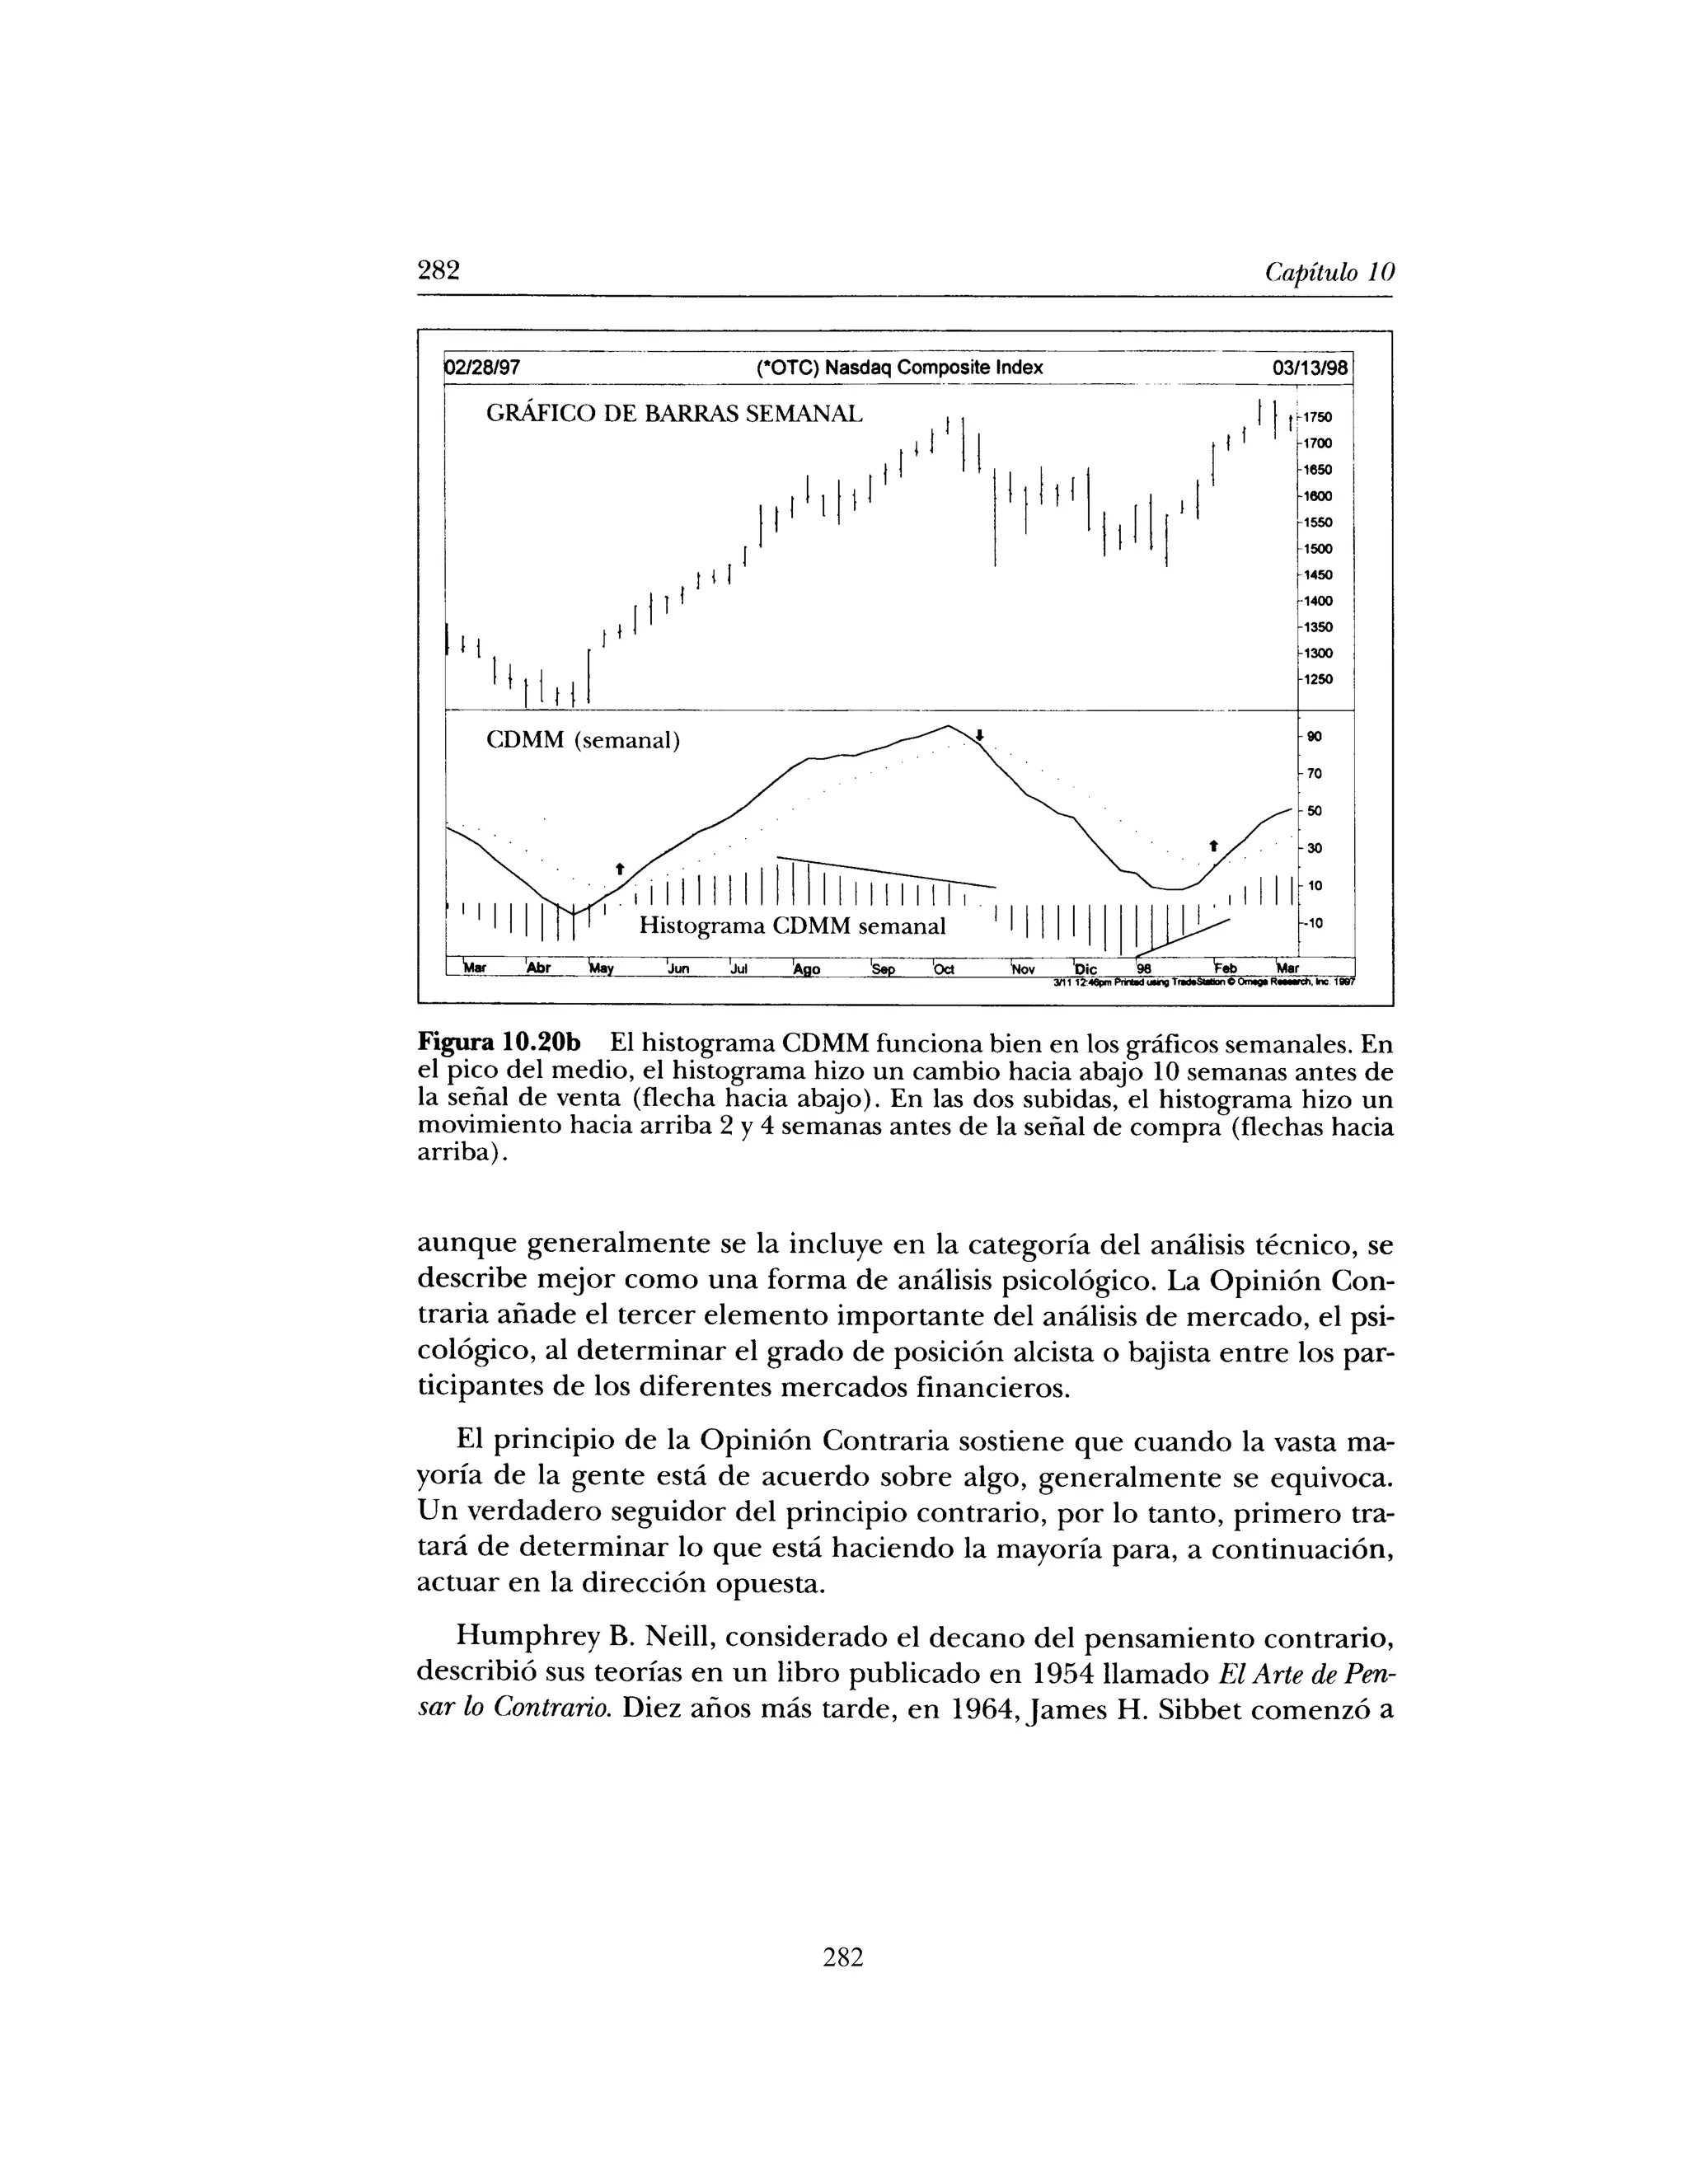 282
Capítulo 10
02/28/97 (*OTC) Nasdaq Composite Index 03/13/98
GRÁFICO DE BARRAS SEMANAL
1750
1700
1650
1600
1550
1500
1450
1400
1350
1300
1250
CDMM (semanal)
90
70
50
30
10
-10
Histograma CDMM semanal
Mar Abr May Jun Jul Ago Sep Oct Nov Dic 98 Feb Mar
3/11 12:46pm Printed using TradeStation © Omega Research, Inc. 1997
Figura 10.20b El histograma CDMM funciona bien en los gráficos semanales. En
el pico del medio, el histograma hizo un cambio hacia abajo 10 semanas antes de
la señal de venta (flecha hacia abajo). En las dos subidas, el histograma hizo un
movimiento hacia arriba 2 y 4 semanas antes de la señal de compra (flechas hacia
arriba).
aunque generalmente se la incluye en la categoría del análisis técnico, se
describe mejor como una forma de análisis psicológico. La Opinión Con-
traria añade el tercer elemento importante del análisis de mercado, el psi-
cológico, al determinar el grado de posición alcista o bajista entre los par-
ticipantes de los diferentes mercados financieros.
El principio de la Opinión Contraria sostiene que cuando la vasta ma-
yoría de la gente está de acuerdo sobre algo, generalmente se equivoca.
Un verdadero seguidor del principio contrario, por lo tanto, primero tra-
tará de determinar lo que está haciendo la mayoría para, a continuación,
actuar en la dirección opuesta.
Humphrey B. Neill, considerado el decano del pensamiento contrario,
describió sus teorías en un libro publicado en 1954 llamado El Arte de Pen-
sar lo Contrario. Diez años más tarde, en 1964, James H. Sibbet comenzó a
282